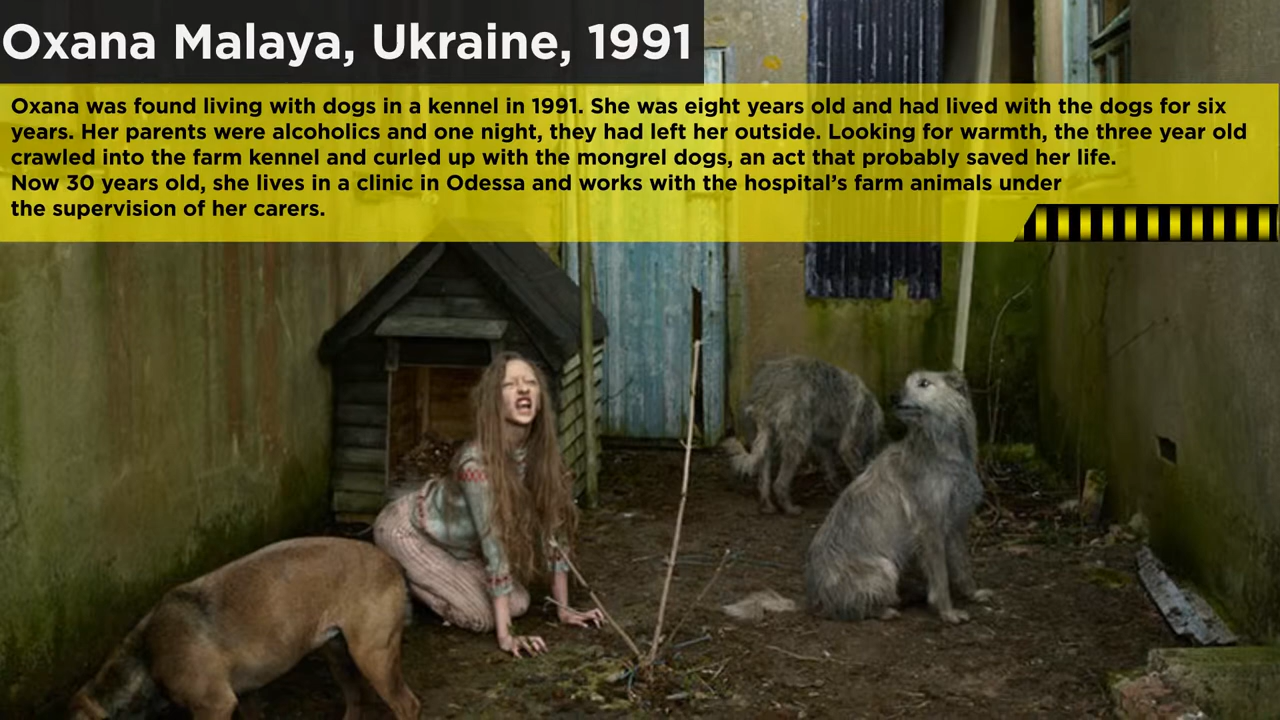 Oxana Malaya, Ukraine, 1991
Oxana was found living with dogs in a kennel in 1991. She was eight years old and had lived with the dogs for six
years. Her parents were alcoholics and one night, they had left her outside. Looking for warmth, the three year old
crawled into the farm kennel and curled up with the mongrel dogs, an act that probably saved her life.
Now 30 years old, she lives in a clinic in Odessa and works with the hospital's farm animals under
the supervision of her carers.